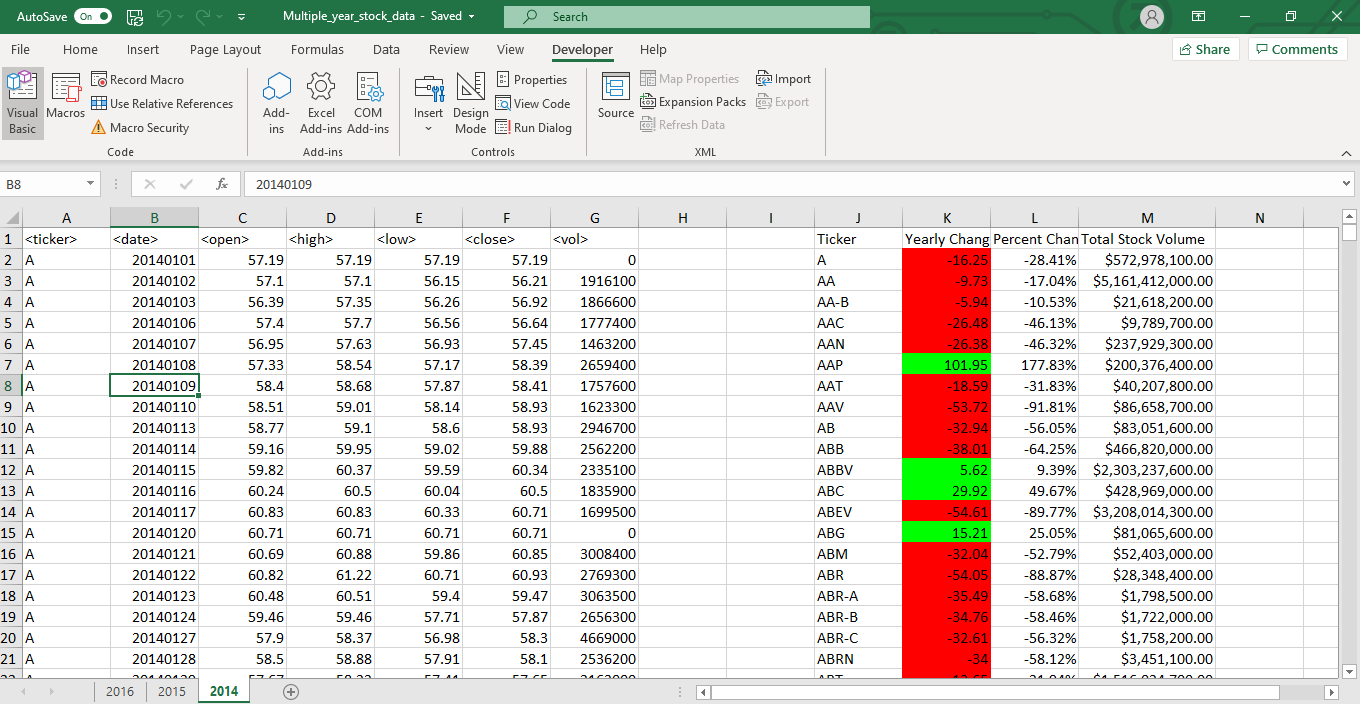 AutoSave On Multiple_year_stock_data - Saved Search
File Home Insert Page Layout Formulas Data Review View Developer Help Share Comments
Visual Basic
Macros
Record Macro
Use Relative References
Macro Security
Code
Add-ins
Excel Add-ins
COM Add-ins
Add-ins
Insert
Design Mode
Properties
View Code
Run Dialog
Controls
Source
Map Properties
Expansion Packs
Refresh Data
Import
Export
XML
B8 fx 20140109
A B C D E F G H I J K L M N
1 <ticker> <date> <open> <high> <low> <close> <vol> Ticker Yearly Chang Percent Chan Total Stock Volume
2 A 20140101 57.19 57.19 57.19 57.19 0 A -16.25 -28.41% $572,978,100.00
3 A 20140102 57.1 57.1 56.15 56.21 1916100 AA -9.73 -17.04% $5,161,412,000.00
4 A 20140103 56.39 57.35 56.26 56.92 1866600 AA-B -5.94 -10.53% $21,618,200.00
5 A 20140106 57.4 57.7 56.56 56.64 1777400 AAC -26.48 -46.13% $9,789,700.00
6 A 20140107 56.95 57.63 56.93 57.45 1463200 AAN -26.38 -46.32% $237,929,300.00
7 A 20140108 57.33 58.54 57.17 58.39 2659400 AAP 101.95 177.83% $200,376,400.00
8 A 20140109 58.4 58.68 57.87 58.41 1757600 AAT -18.59 -31.83% $40,207,800.00
9 A 20140110 58.51 59.01 58.14 58.93 1623300 AAV -53.72 -91.81% $86,658,700.00
10 A 20140113 58.77 59.1 58.6 58.93 2946700 AB -32.94 -56.05% $83,051,600.00
11 A 20140114 59.16 59.95 59.02 59.88 2562200 ABB -38.01 -64.25% $466,820,000.00
12 A 20140115 59.82 60.37 59.59 60.34 2335100 ABBV 5.62 9.39% $2,303,237,600.00
13 A 20140116 60.24 60.5 60.04 60.5 1835900 ABC 29.92 49.67% $428,969,000.00
14 A 20140117 60.83 60.83 60.33 60.71 1699500 ABEV -54.61 -89.77% $3,208,014,300.00
15 A 20140120 60.71 60.71 60.71 60.71 0 ABG 15.21 25.05% $81,065,600.00
16 A 20140121 60.69 60.88 59.86 60.85 3008400 ABM -32.04 -52.79% $52,403,000.00
17 A 20140122 60.82 61.22 60.71 60.93 2769300 ABR -54.05 -88.87% $28,348,400.00
18 A 20140123 60.48 60.51 59.4 59.47 3063500 ABR-A -35.49 -58.68% $1,798,500.00
19 A 20140124 59.46 59.46 57.71 57.87 2656300 ABR-B -34.76 -58.46% $1,722,000.00
20 A 20140127 57.9 58.37 56.98 58.3 4669000 ABR-C -32.61 -56.32% $1,758,200.00
21 A 20140128 58.5 58.88 57.91 58.1 2536200 ABRN -34 -58.12% $3,451,100.00
2016 2015 2014